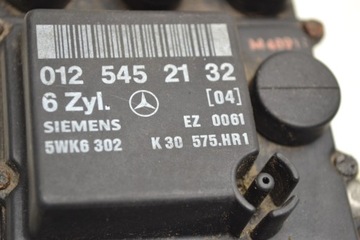 012 545 21 32
6 Zyl. [04]
SIEMENS EZ 0061
5WK6 302 K 30 575.HR1